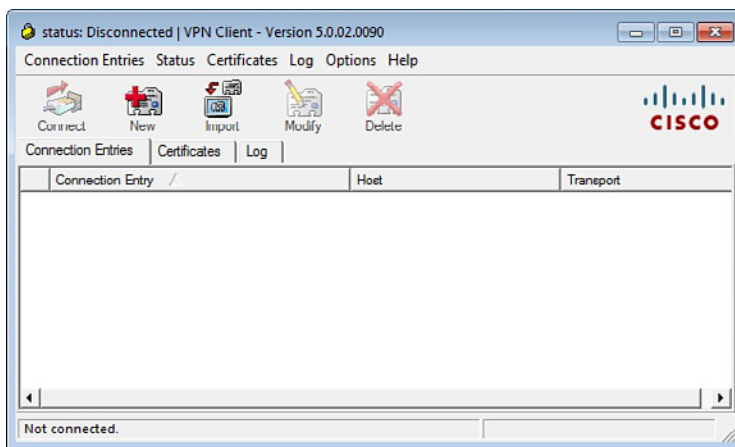 status: Disconnected | VPN Client - Version 5.0.02.0090
Connection Entries Status Certificates Log Options Help
Connect New Import Modify Delete
CISCO
Connection Entries Certificates Log
Connection Entry Host Transport
Not connected.